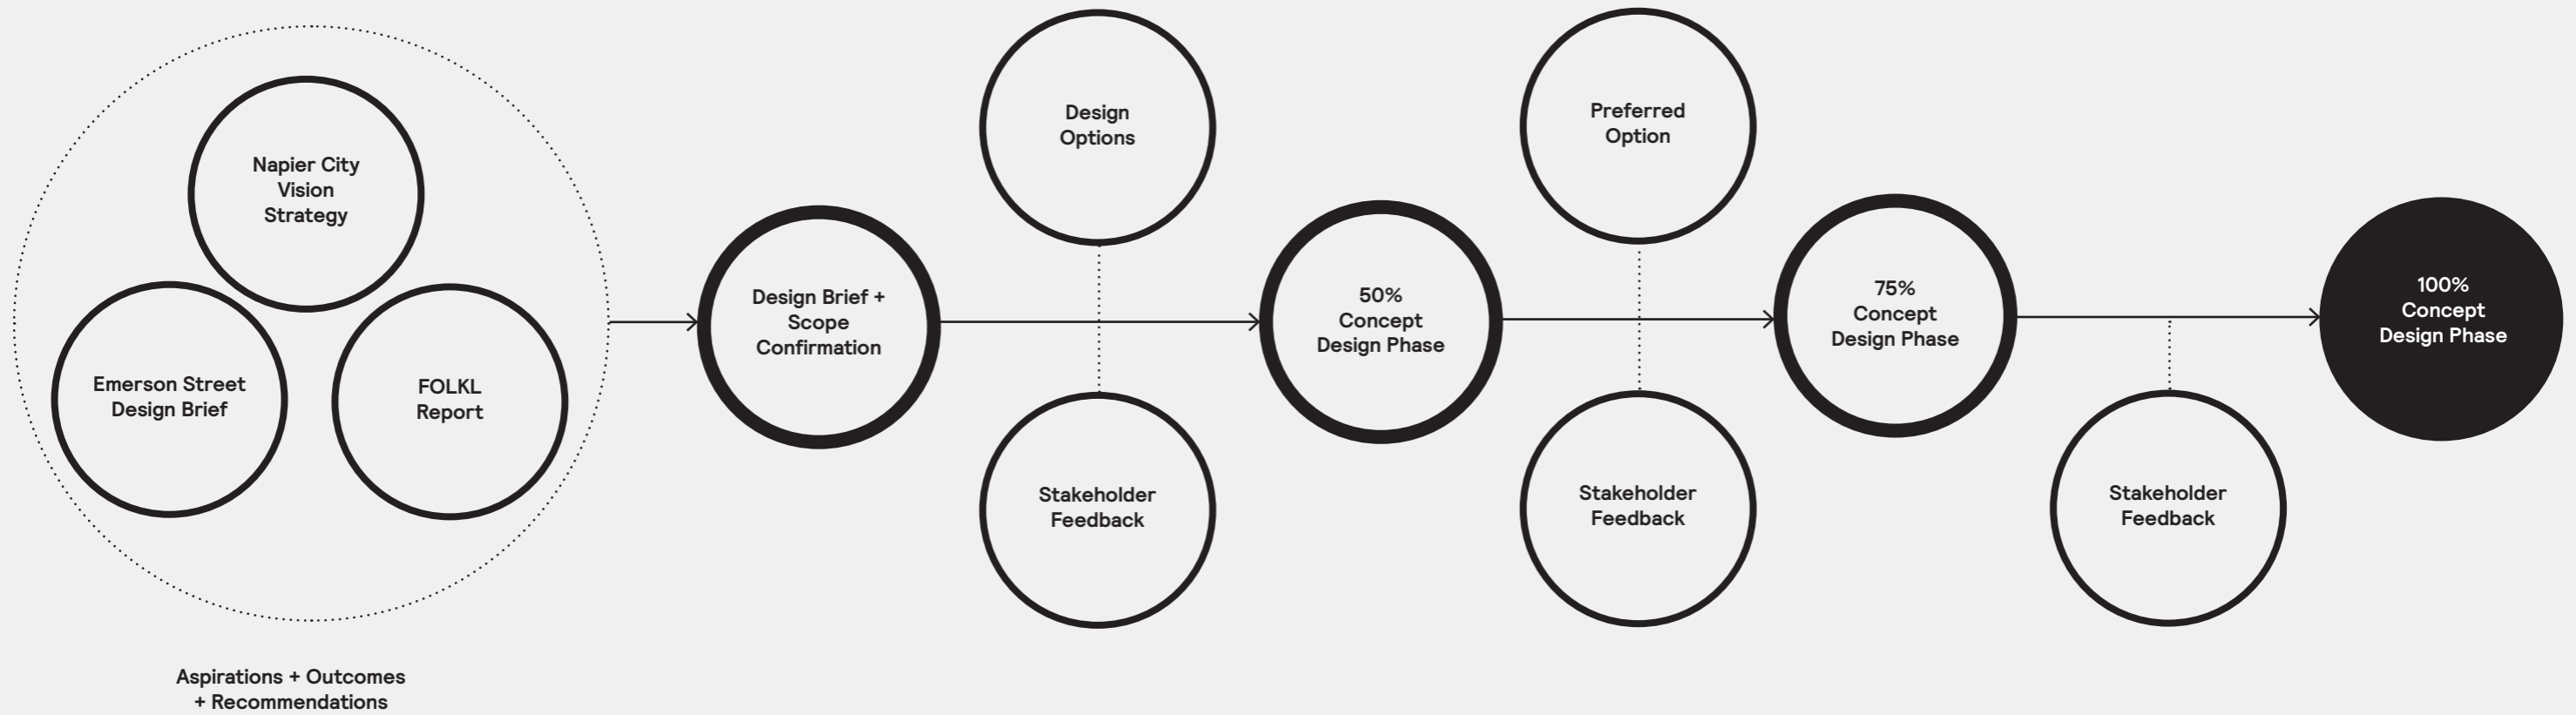 Napier City
Vision
Strategy
Emerson Street
Design Brief
FOLKL
Report
Aspirations + Outcomes
+ Recommendations
Design Brief +
Scope
Confirmation
Design
Options
Stakeholder
Feedback
50%
Concept
Design Phase
Preferred
Option
Stakeholder
Feedback
75%
Concept
Design Phase
Stakeholder
Feedback
100%
Concept
Design Phase